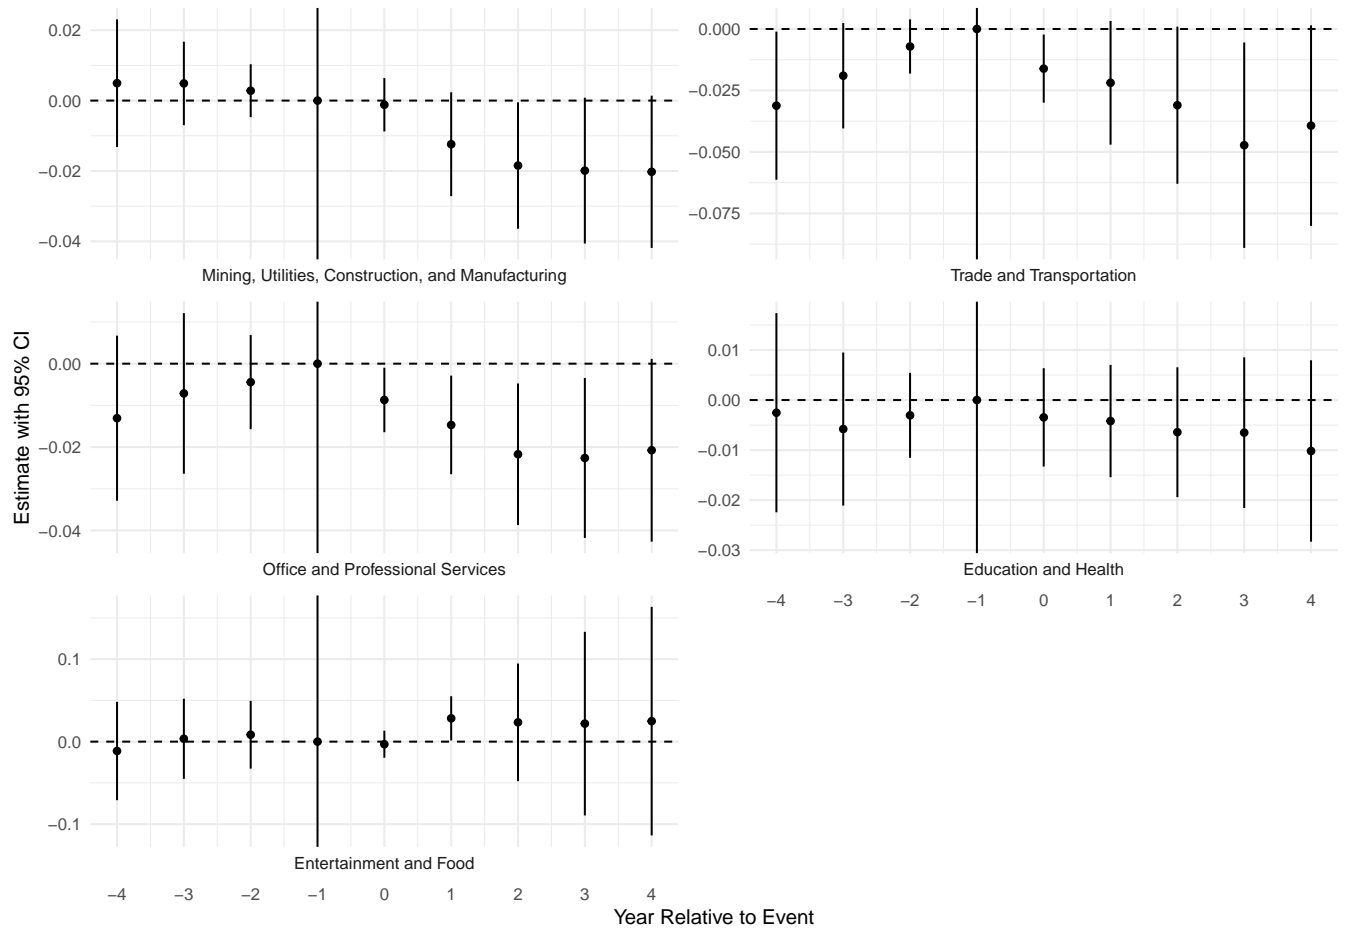 0.02
0.00
−0.02
−0.04
Mining, Utilities, Construction, and Manufacturing
0.000
−0.025
−0.050
−0.075
Trade and Transportation
Estimate with 95% CI
0.00
−0.02
−0.04
Office and Professional Services
0.01
0.00
−0.01
−0.02
−0.03
Education and Health
−4 −3 −2 −1 0 1 2 3 4
0.1
0.0
−0.1
Entertainment and Food
−4 −3 −2 −1 0 1 2 3 4
Year Relative to Event